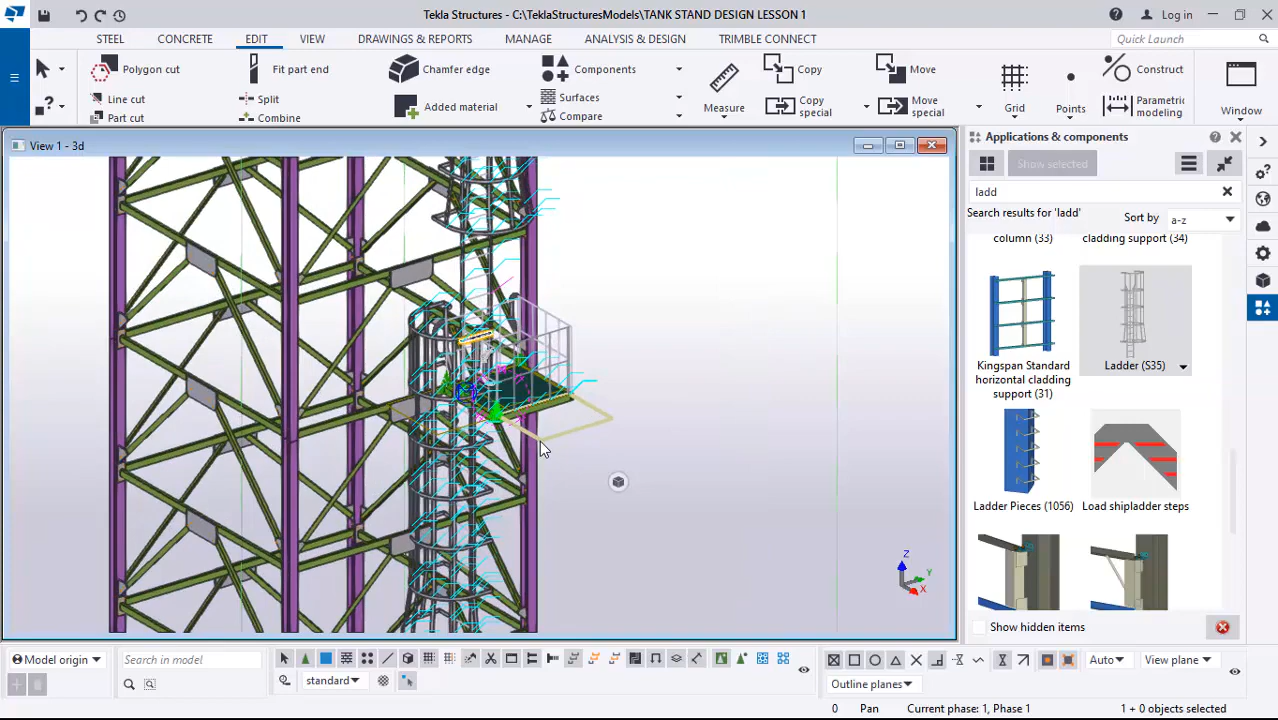 Tekla Structures - C:\TeklaStructuresModels\TANK STAND DESIGN LESSON 1
Log in
STEEL CONCRETE EDIT VIEW DRAWINGS & REPORTS MANAGE ANALYSIS & DESIGN TRIMBLE CONNECT
Quick Launch
Polygon cut
Line cut
Part cut
Fit part end
Split
Combine
Chamfer edge
Added material
Components
Surfaces
Compare
Measure
Copy
Copy special
Move
Move special
Grid
Points
Construct
Parametric modeling
Window
View 1 - 3d
Z
Y
X
Applications & components
Show selected
ladd
Search results for 'ladd'
Sort by
a-z
column (33)
cladding support (34)
Kingspan Standard horizontal cladding support (31)
Ladder (S35)
Ladder Pieces (1056)
Load shipladder steps
Show hidden items
Model origin
Search in model
standard
Auto
View plane
Outline planes
0 Pan Current phase: 1, Phase 1 1 + 0 objects selected